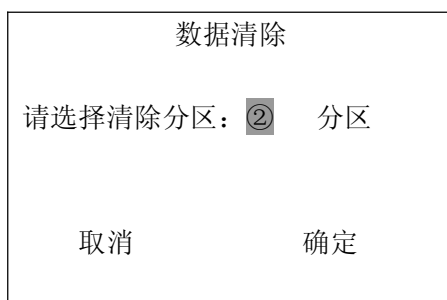 数据清除
请选择清除分区：② 分区
取消 确定